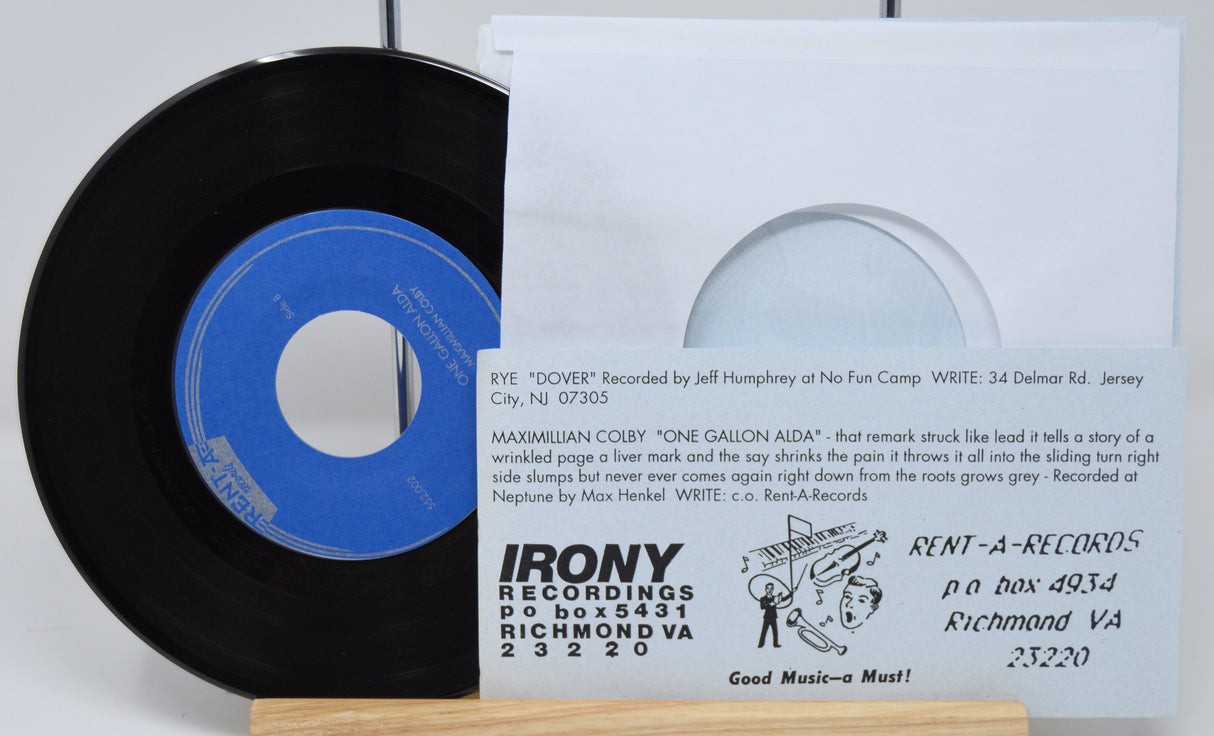 Side B
ONE GALLON ALDA
MAXIMILLIAN COLBY
RENT-A-RE
records
552.002
RYE "DOVER" Recorded by Jeff Humphrey at No Fun Camp WRITE: 34 Delmar Rd. Jersey
City, NJ 07305
MAXIMILLIAN COLBY "ONE GALLON ALDA" - that remark struck like lead it tells a story of a
wrinkled page a liver mark and the say shrinks the pain it throws it all into the sliding turn right
side slumps but never ever comes again right down from the roots grows grey - Recorded at
Neptune by Max Henkel WRITE: c.o. Rent-A-Records
IRONY
RECORDINGS
po box 5431
RICHMOND VA
23220
Good Music—a Must!
RENT-A-RECORDS
po box 4934
Richmond VA
23220